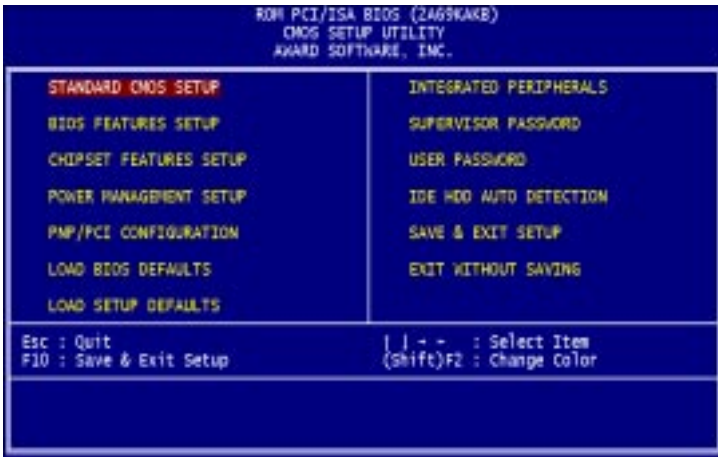 ROM PCI/ISA BIOS (2A69KAKB)
CMOS SETUP UTILITY
AWARD SOFTWARE, INC.
STANDARD CMOS SETUP
BIOS FEATURES SETUP
CHIPSET FEATURES SETUP
POWER MANAGEMENT SETUP
PNP/PCI CONFIGURATION
LOAD BIOS DEFAULTS
LOAD SETUP DEFAULTS
INTEGRATED PERIPHERALS
SUPERVISOR PASSWORD
USER PASSWORD
IDE HDD AUTO DETECTION
SAVE & EXIT SETUP
EXIT WITHOUT SAVING
Esc : Quit
F10 : Save & Exit Setup
: Select Item
(Shift)F2 : Change Color